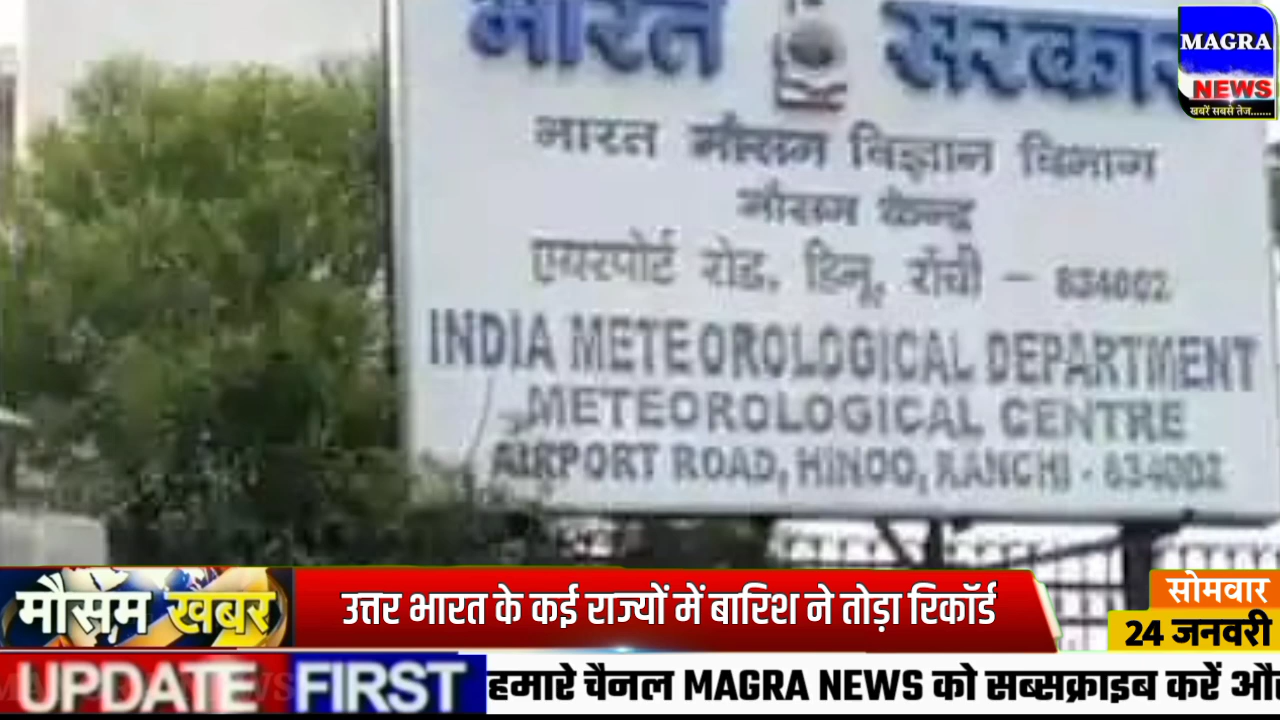 भारत सरकार
MAGRA
NEWS
खबरें सबसे तेज.......
भारत मौसम विज्ञान विभाग
मौसम केन्द्र
एयरपोर्ट रोड, हिनू, राँची - 834002
INDIA METEOROLOGICAL DEPARTMENT
METEOROLOGICAL CENTRE
AIRPORT ROAD, HINOO, RANCHI - 834002
मौसम खबर
उत्तर भारत के कई राज्यों में बारिश ने तोड़ा रिकॉर्ड
सोमवार
24 जनवरी
UPDATE FIRST
हमारे चैनल MAGRA NEWS को सब्सक्राइब करें